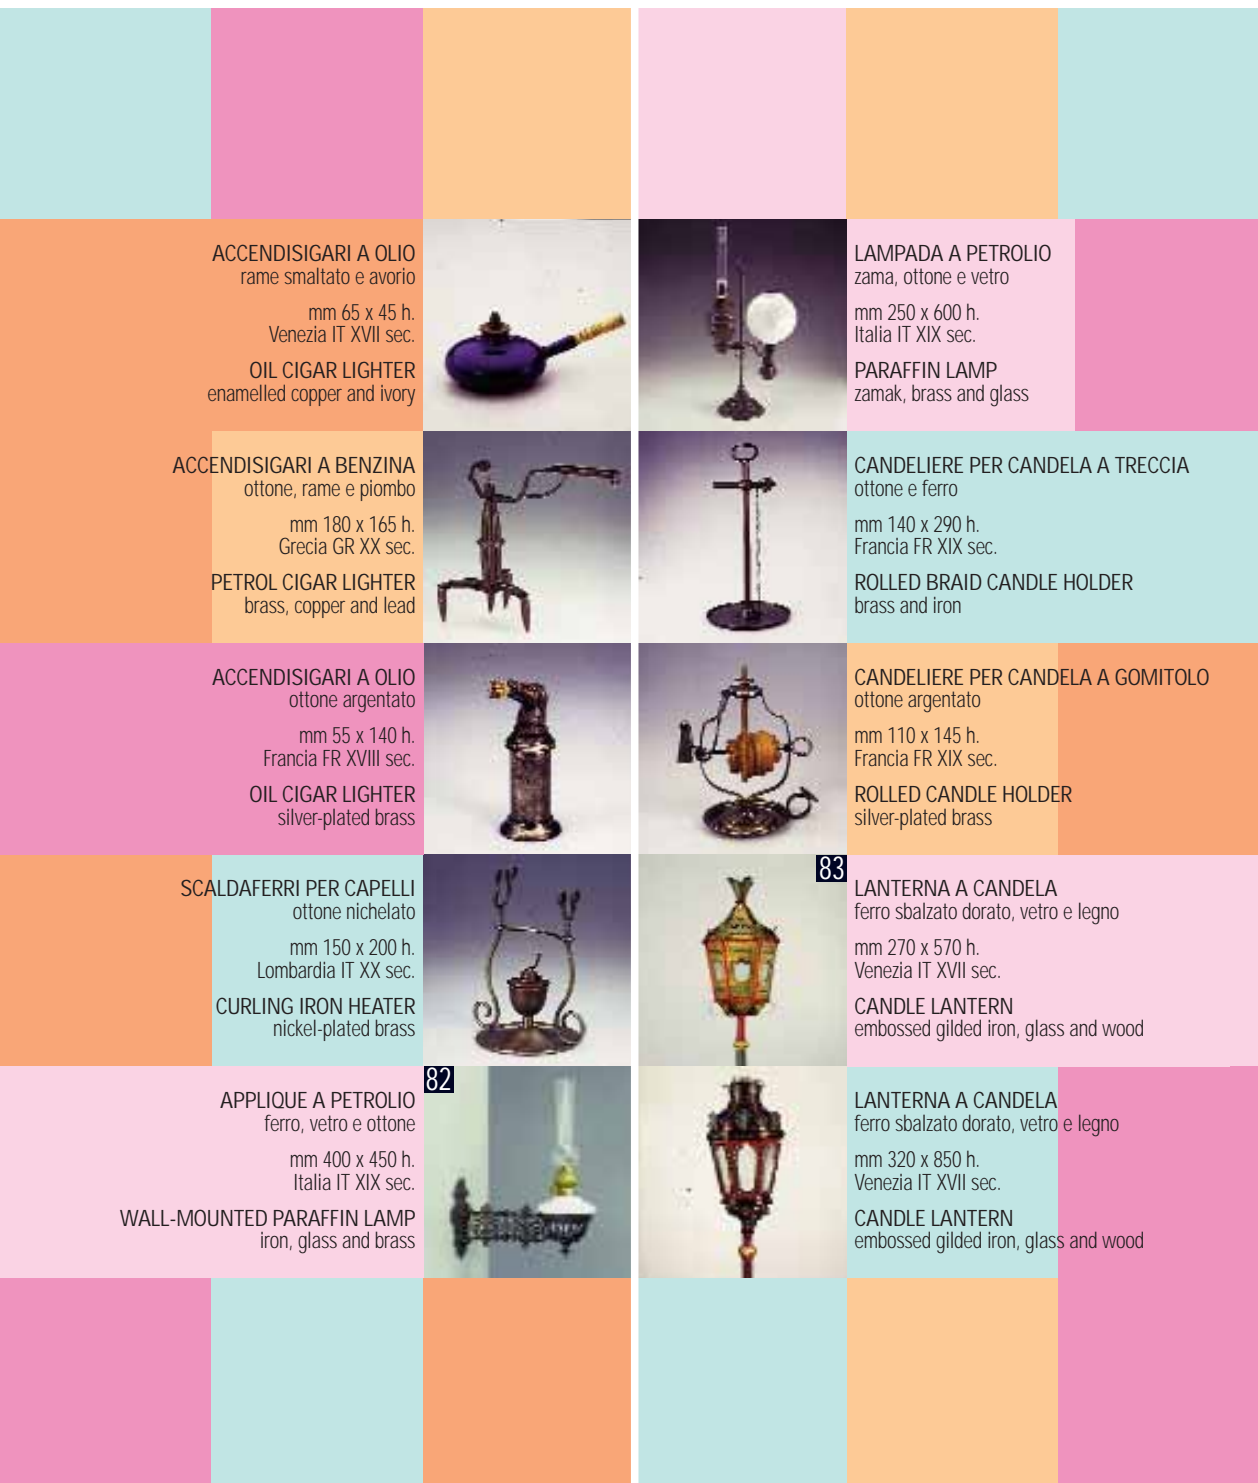 ACCENDISIGARI A OLIO
rame smaltato e avorio
mm 65 x 45 h.
Venezia IT XVII sec.
OIL CIGAR LIGHTER
enamelled copper and ivory
ACCENDISIGARI A BENZINA
ottone, rame e piombo
mm 180 x 165 h.
Grecia GR XX sec.
PETROL CIGAR LIGHTER
brass, copper and lead
ACCENDISIGARI A OLIO
ottone argentato
mm 55 x 140 h.
Francia FR XVIII sec.
OIL CIGAR LIGHTER
silver-plated brass
SCALDAFERRI PER CAPELLI
ottone nichelato
mm 150 x 200 h.
Lombardia IT XX sec.
CURLING IRON HEATER
nickel-plated brass
82
APPLIQUE A PETROLIO
ferro, vetro e ottone
mm 400 x 450 h.
Italia IT XIX sec.
WALL-MOUNTED PARAFFIN LAMP
iron, glass and brass
LAMPADA A PETROLIO
zama, ottone e vetro
mm 250 x 600 h.
Italia IT XIX sec.
PARAFFIN LAMP
zamak, brass and glass
CANDELIERE PER CANDELA A TRECCIA
ottone e ferro
mm 140 x 290 h.
Francia FR XIX sec.
ROLLED BRAID CANDLE HOLDER
brass and iron
CANDELIERE PER CANDELA A GOMITOLO
ottone argentato
mm 110 x 145 h.
Francia FR XIX sec.
ROLLED CANDLE HOLDER
silver-plated brass
83
LANTERNA A CANDELA
ferro sbalzato dorato, vetro e legno
mm 270 x 570 h.
Venezia IT XVII sec.
CANDLE LANTERN
embossed gilded iron, glass and wood
LANTERNA A CANDELA
ferro sbalzato dorato, vetro e legno
mm 320 x 850 h.
Venezia IT XVII sec.
CANDLE LANTERN
embossed gilded iron, glass and wood